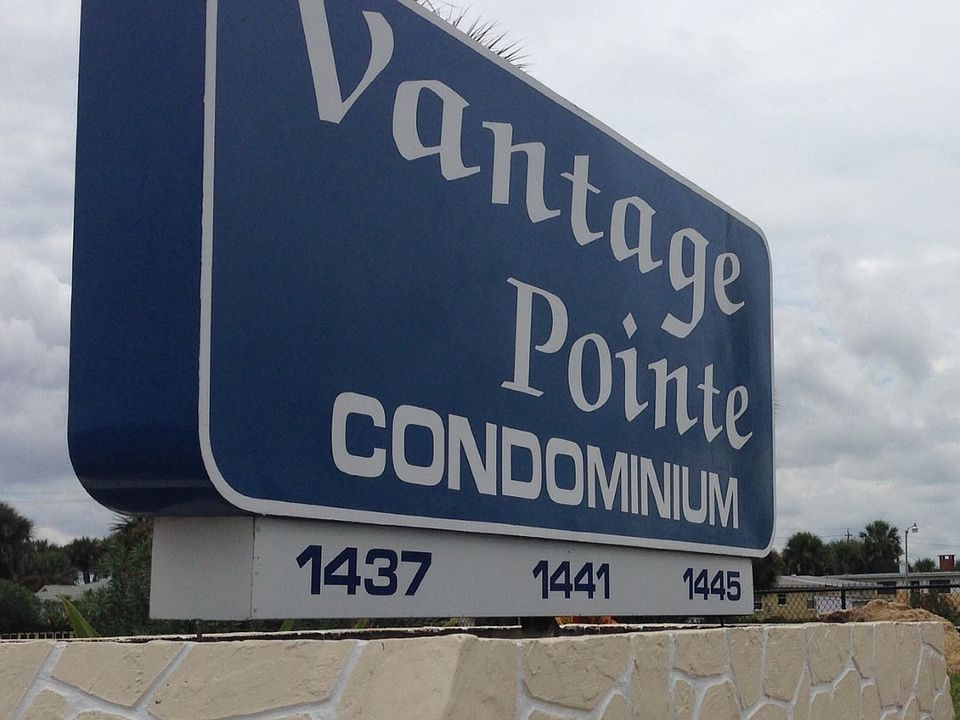 Vantage
Pointe
CONDOMINIUM
1437 1441 1445